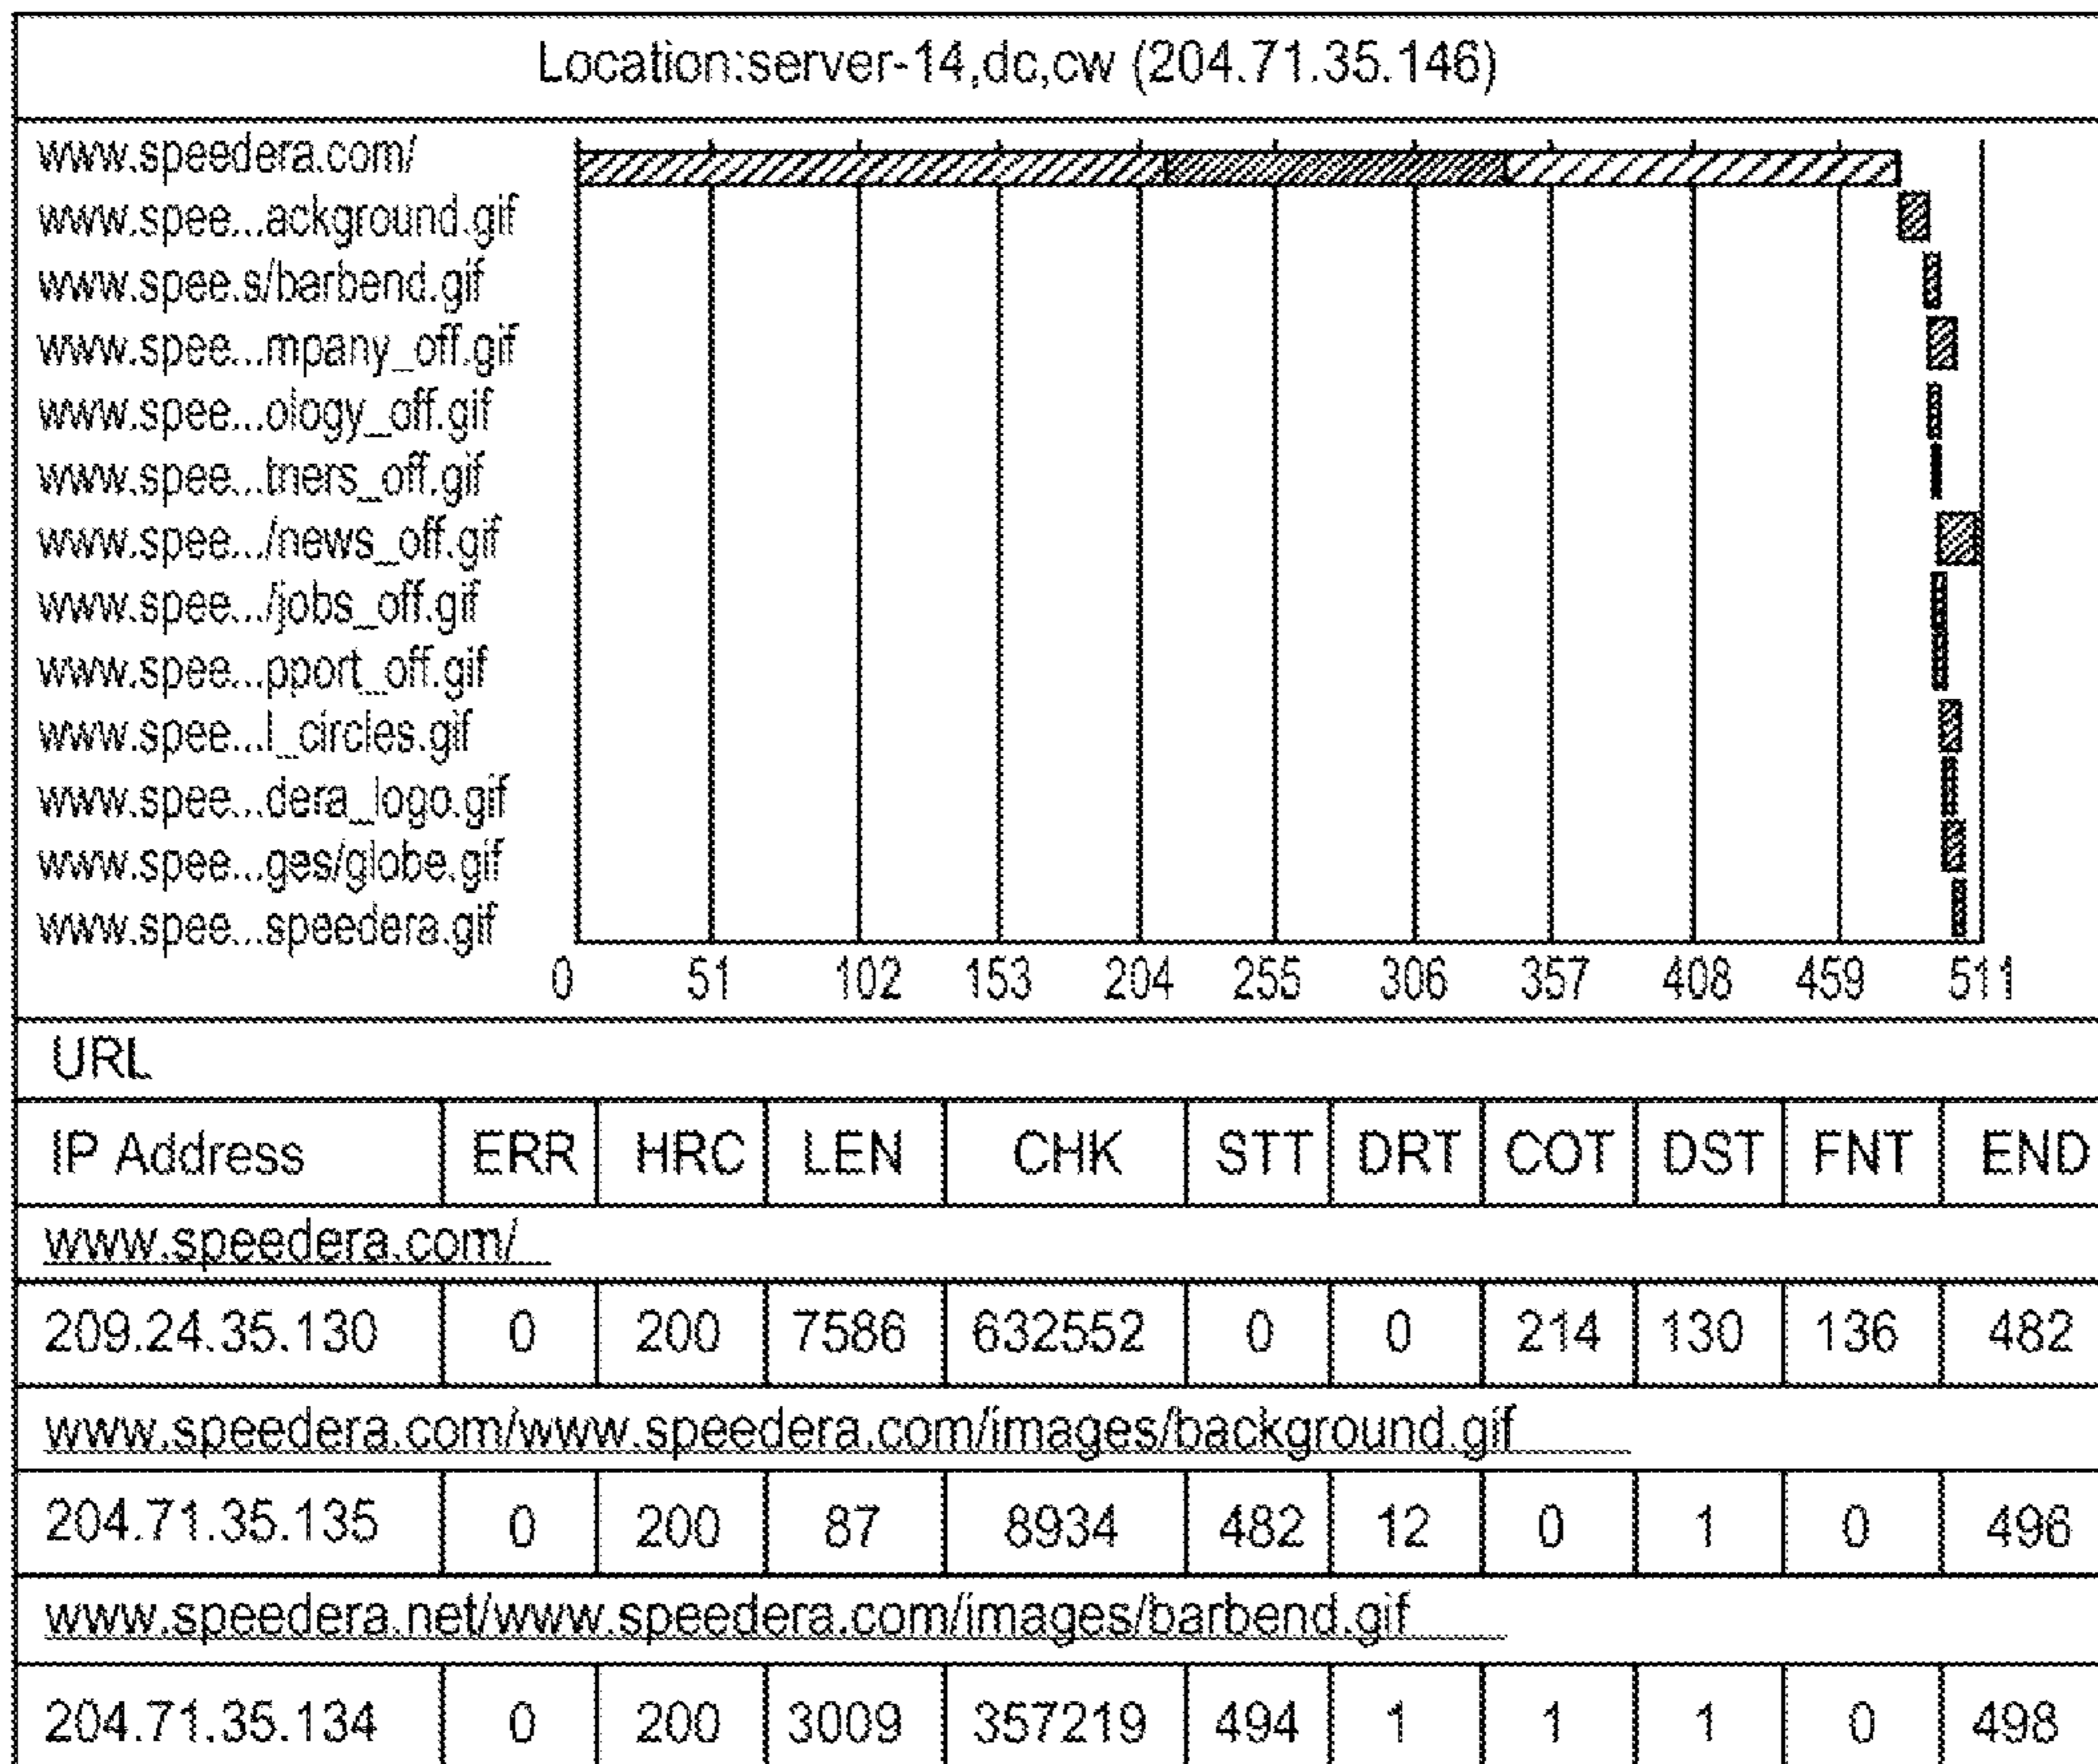 Location:server-14,dc,cw (204.71.35.146)
www.speedera.com/
www.spee...ackground.gif
www.spee.s/barbend.gif
www.spee...mpany_off.gif
www.spee...ology_off.gif
www.spee...tners_off.gif
www.spee.../news_off.gif
www.spee.../jobs_off.gif
www.spee...pport_off.gif
www.spee...l_circles.gif
www.spee...dera_logo.gif
www.spee...ges/globe.gif
www.spee...speedera.gif
0 51 102 153 204 255 306 357 408 459 511
URL
IP Address ERR HRC LEN CHK STT DRT COT DST FNT END
www.speedera.com/
209.24.35.130 0 200 7586 632552 0 0 214 130 136 482
www.speedera.com/www.speedera.com/images/background.gif
204.71.35.135 0 200 87 8934 482 12 0 1 0 496
www.speedera.net/www.speedera.com/images/barbend.gif
204.71.35.134 0 200 3009 357219 494 1 1 1 0 498